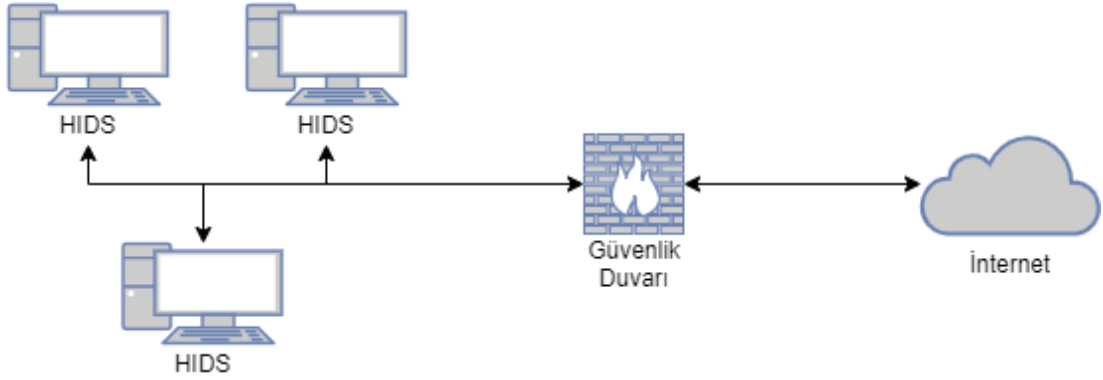 HIDS
HIDS
Güvenlik
Duvarı
İnternet
HIDS